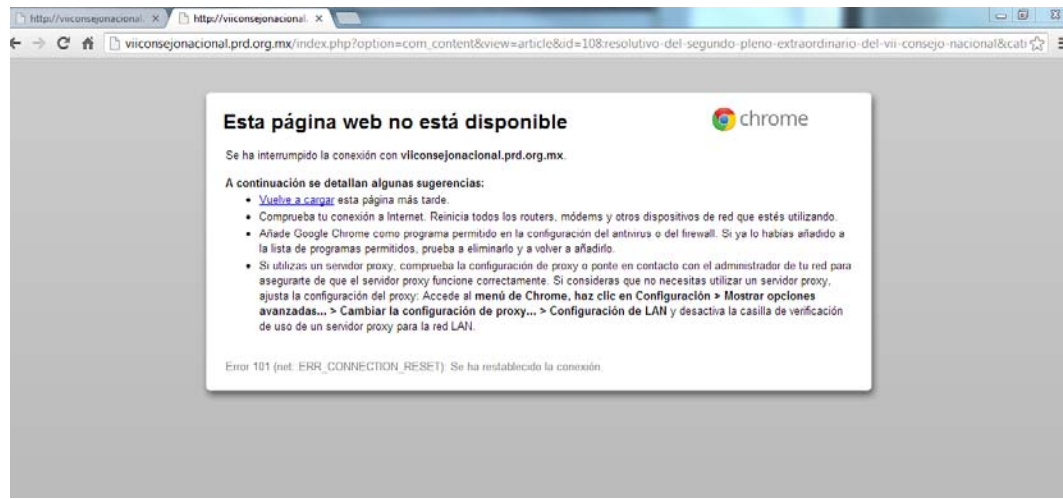 http://viiconsejonacional.
http://viiconsejonacional.
viiconsejonacional.prd.org.mx/index.php?option=com_content&view=article&id=108:resolutivo-del-segundo-pleno-extraordinario-del-vii-consejo-nacional&cati
Esta página web no está disponible
chrome
Se ha interrumpido la conexión con viiconsejonacional.prd.org.mx.
A continuación se detallan algunas sugerencias:
• Vuelve a cargar esta página más tarde.
• Comprueba tu conexión a Internet. Reinicia todos los routers, módems y otros dispositivos de red que estés utilizando.
• Añade Google Chrome como programa permitido en la configuración del antivirus o del firewall. Si ya lo habías añadido a
la lista de programas permitidos, prueba a eliminarlo y a volver a añadirlo.
• Si utilizas un servidor proxy, comprueba la configuración de proxy o ponte en contacto con el administrador de tu red para
asegurarte de que el servidor proxy funcione correctamente. Si consideras que no necesitas utilizar un servidor proxy,
ajusta la configuración del proxy: Accede al menú de Chrome, haz clic en Configuración > Mostrar opciones
avanzadas... > Cambiar la configuración de proxy... > Configuración de LAN y desactiva la casilla de verificación
de uso de un servidor proxy para la red LAN.
Error 101 (net::ERR_CONNECTION_RESET): Se ha restablecido la conexión.